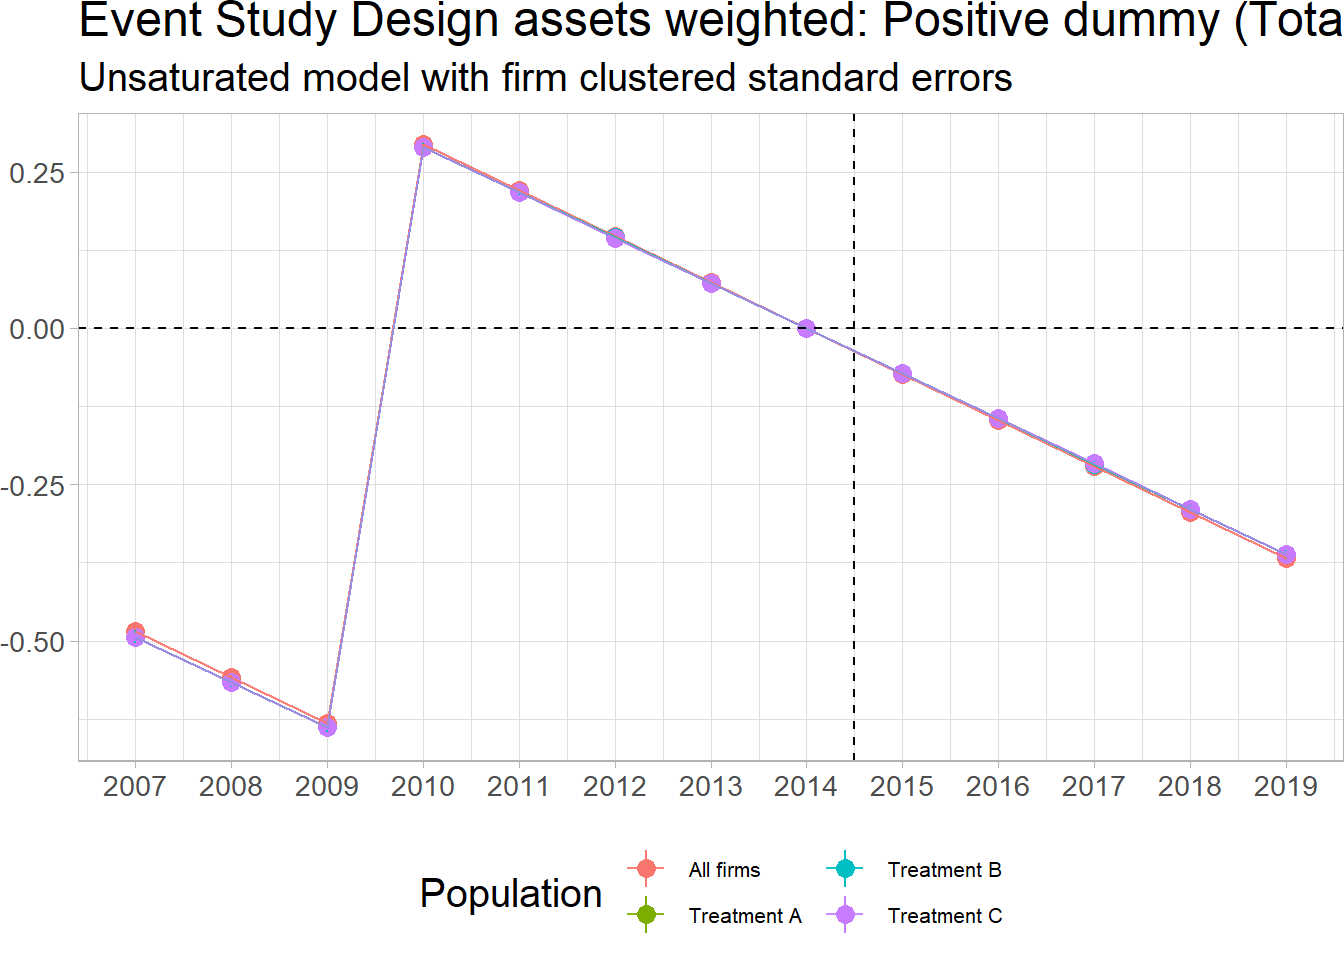 Event Study Design assets weighted: Positive dummy (Tota
Unsaturated model with firm clustered standard errors
0.25
0.00
-0.25
-0.50
2007 2008 2009 2010 2011 2012 2013 2014 2015 2016 2017 2018 2019
Population
All firms
Treatment A
Treatment B
Treatment C